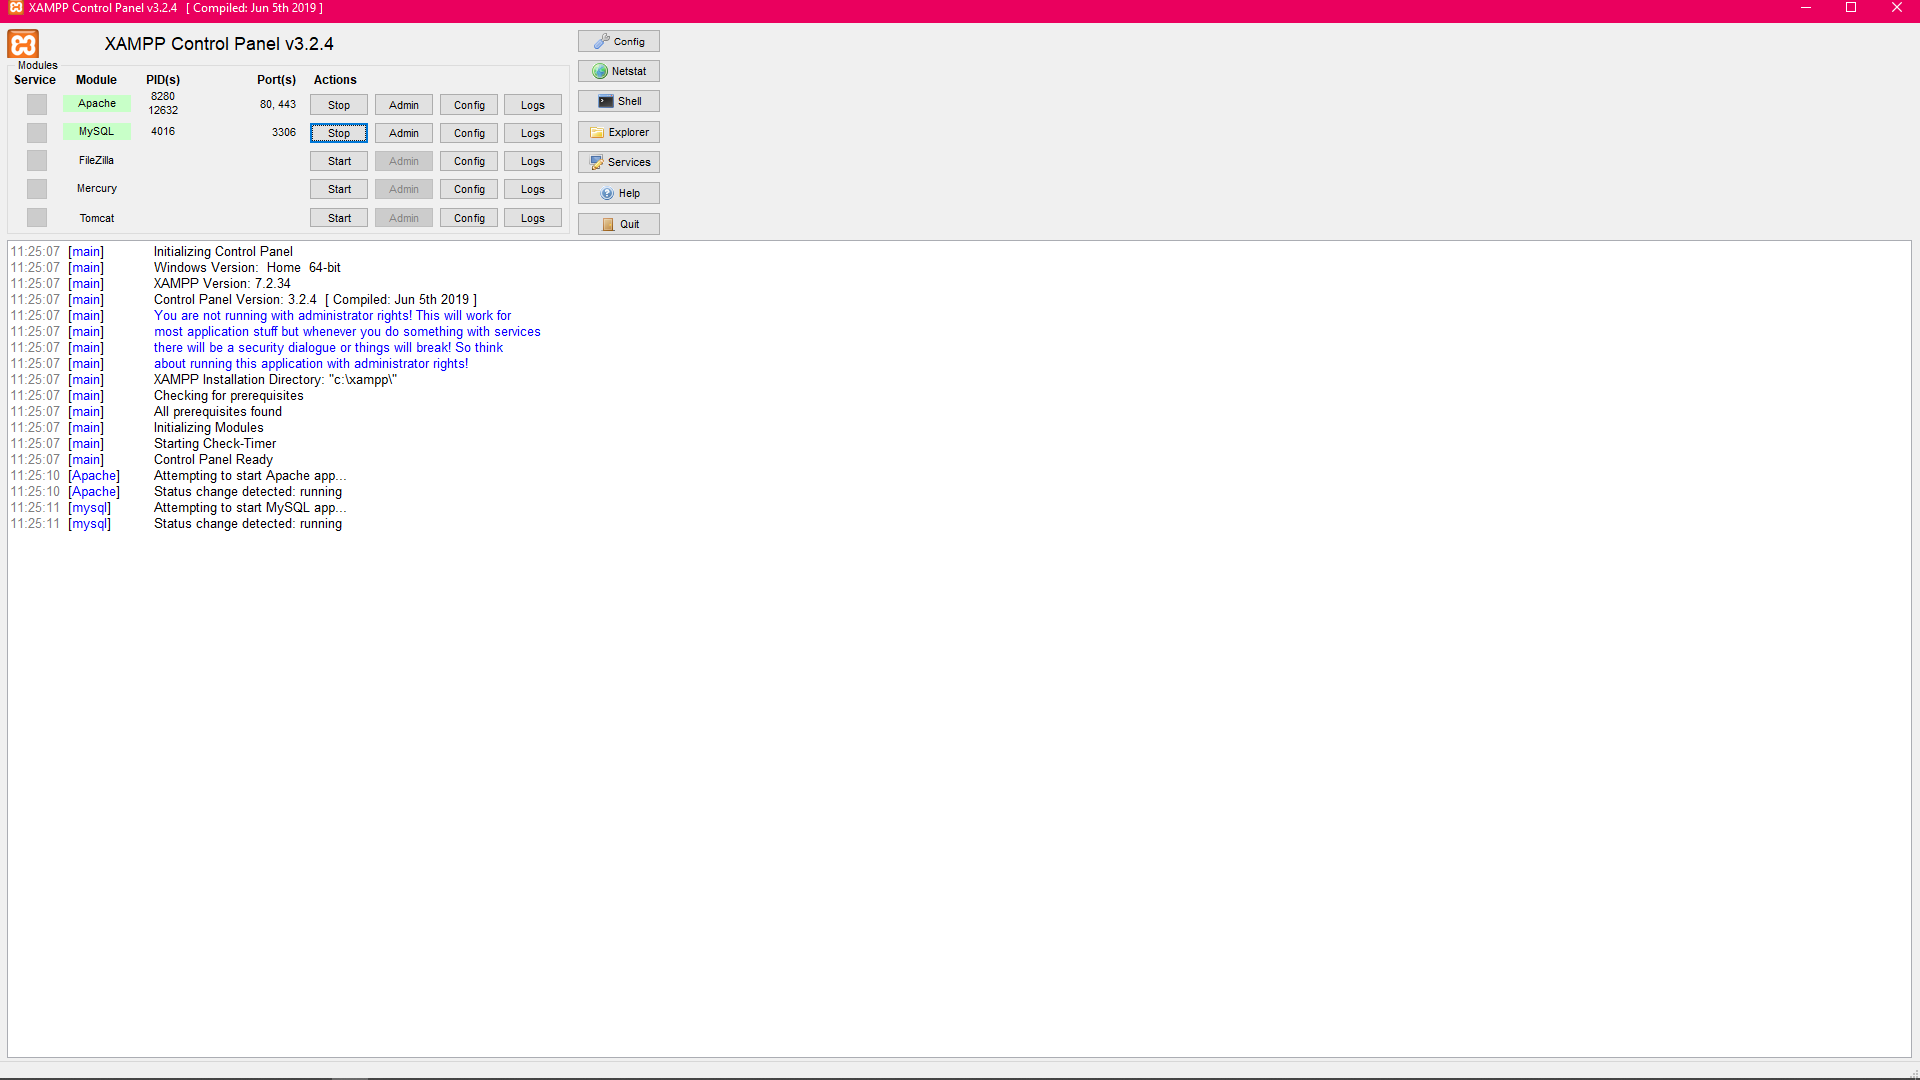 XAMPP Control Panel v3.2.4 [ Compiled: Jun 5th 2019 ]
XAMPP Control Panel v3.2.4
Config
Modules
Service Module PID(s) Port(s) Actions
Netstat
Apache 8280 12632 80, 443 Stop Admin Config Logs
Shell
MySQL 4016 3306 Stop Admin Config Logs
Explorer
FileZilla Start Admin Config Logs
Services
Mercury Start Admin Config Logs
Help
Tomcat Start Admin Config Logs
Quit
11:25:07 [main] Initializing Control Panel
11:25:07 [main] Windows Version: Home 64-bit
11:25:07 [main] XAMPP Version: 7.2.34
11:25:07 [main] Control Panel Version: 3.2.4 [ Compiled: Jun 5th 2019 ]
11:25:07 [main] You are not running with administrator rights! This will work for
11:25:07 [main] most application stuff but whenever you do something with services
11:25:07 [main] there will be a security dialogue or things will break! So think
11:25:07 [main] about running this application with administrator rights!
11:25:07 [main] XAMPP Installation Directory: "c:\xampp\"
11:25:07 [main] Checking for prerequisites
11:25:07 [main] All prerequisites found
11:25:07 [main] Initializing Modules
11:25:07 [main] Starting Check-Timer
11:25:07 [main] Control Panel Ready
11:25:10 [Apache] Attempting to start Apache app...
11:25:10 [Apache] Status change detected: running
11:25:11 [mysql] Attempting to start MySQL app...
11:25:11 [mysql] Status change detected: running